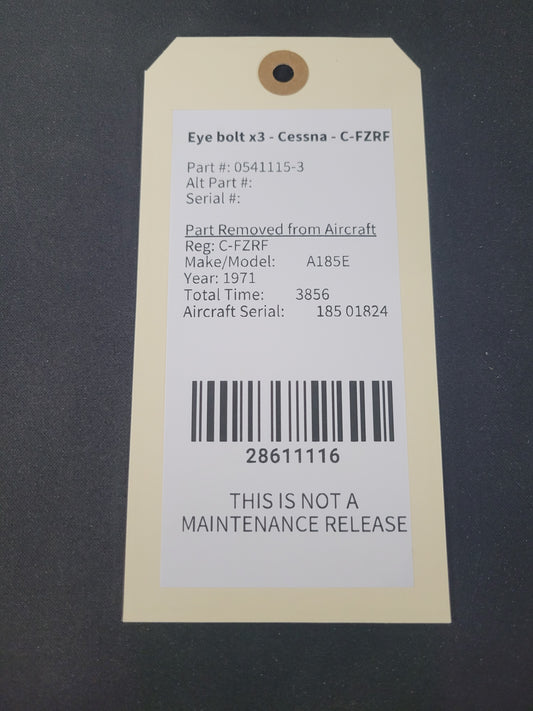 Eye bolt x3 - Cessna - C-FZRF
Part #: 0541115-3
Alt Part #:
Serial #:
Part Removed from Aircraft
Reg: C-FZRF
Make/Model: A185E
Year: 1971
Total Time: 3856
Aircraft Serial: 185 01824
28611116
THIS IS NOT A
MAINTENANCE RELEASE